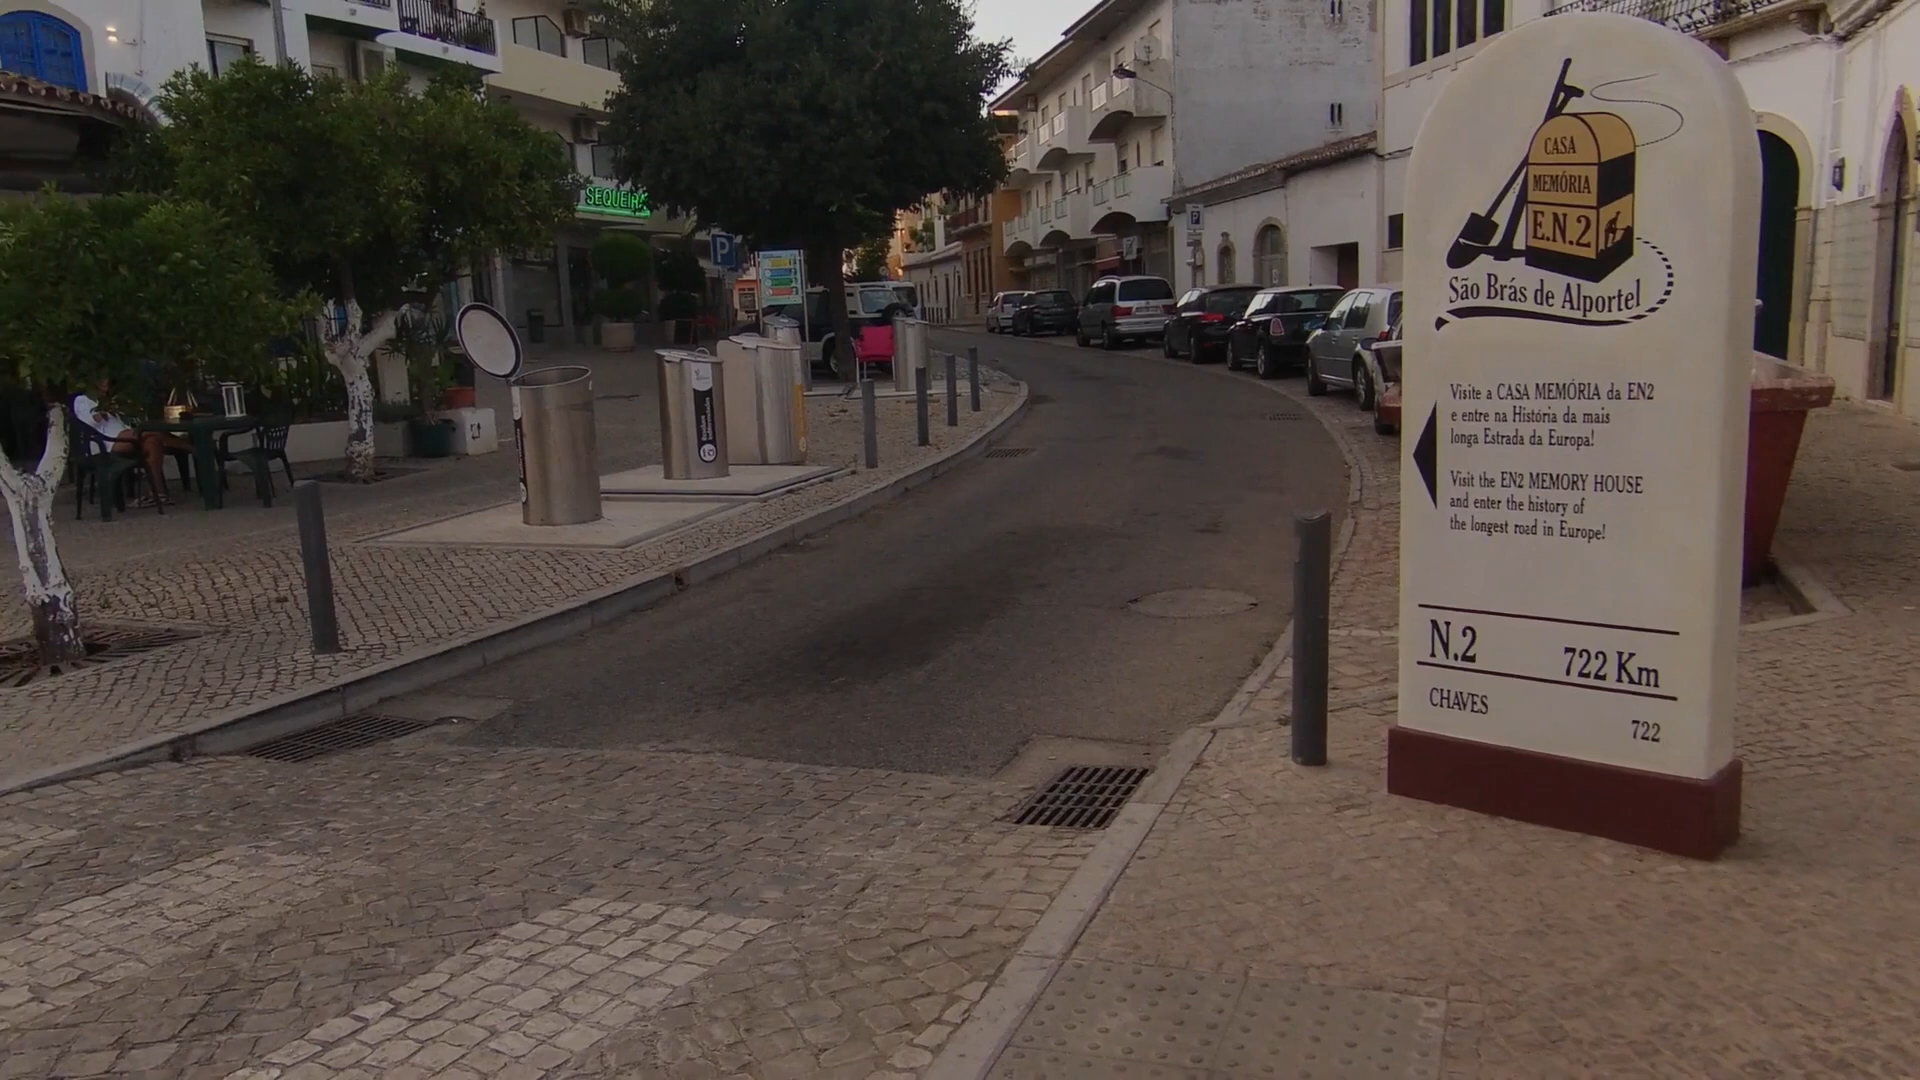 SEQUEIRA
P
P
CASA
MEMÓRIA
E.N.2
São Brás de Alportel
Visite a CASA MEMÓRIA da EN2
e entre na História da mais
longa Estrada da Europa!
Visit the EN2 MEMORY HOUSE
and enter the history of
the longest road in Europe!
N.2 722 Km
CHAVES 722